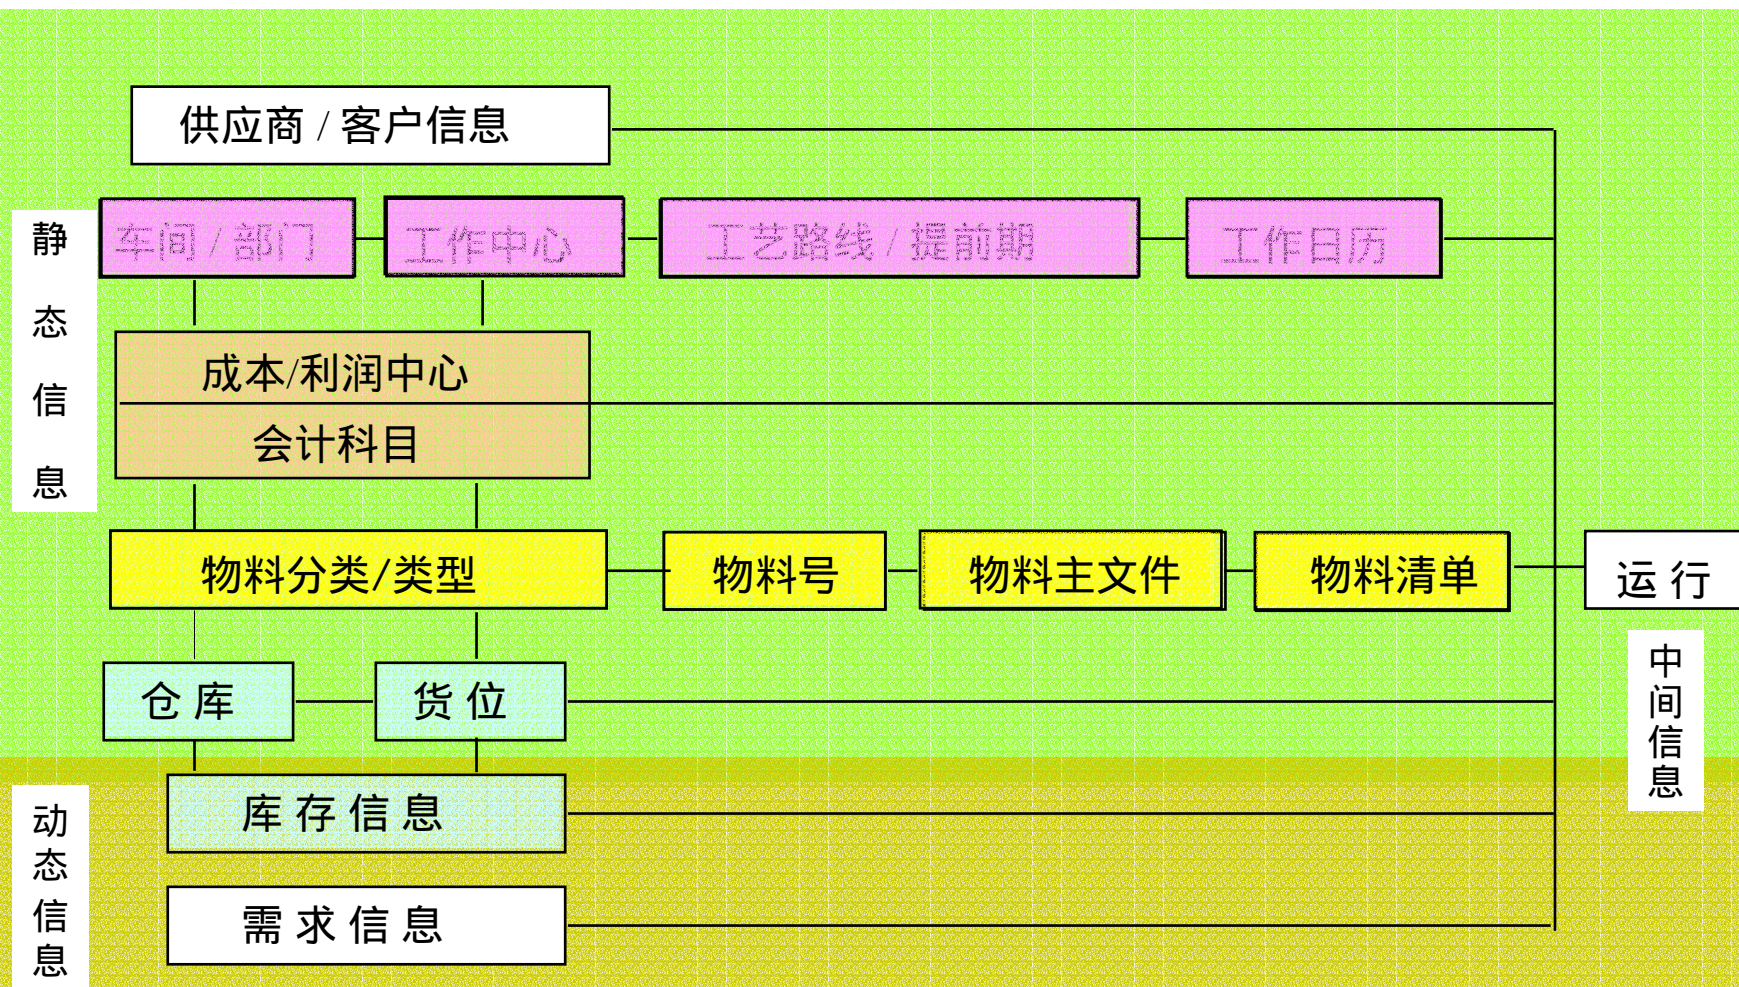 供应商 / 客户信息
静态信息
车间 / 部门
工作中心
工艺路线 / 提前期
工作日历
成本/利润中心
会计科目
物料分类/类型
物料号
物料主文件
物料清单
运 行
中间信息
仓 库
货 位
动态信息
库 存 信 息
需 求 信 息